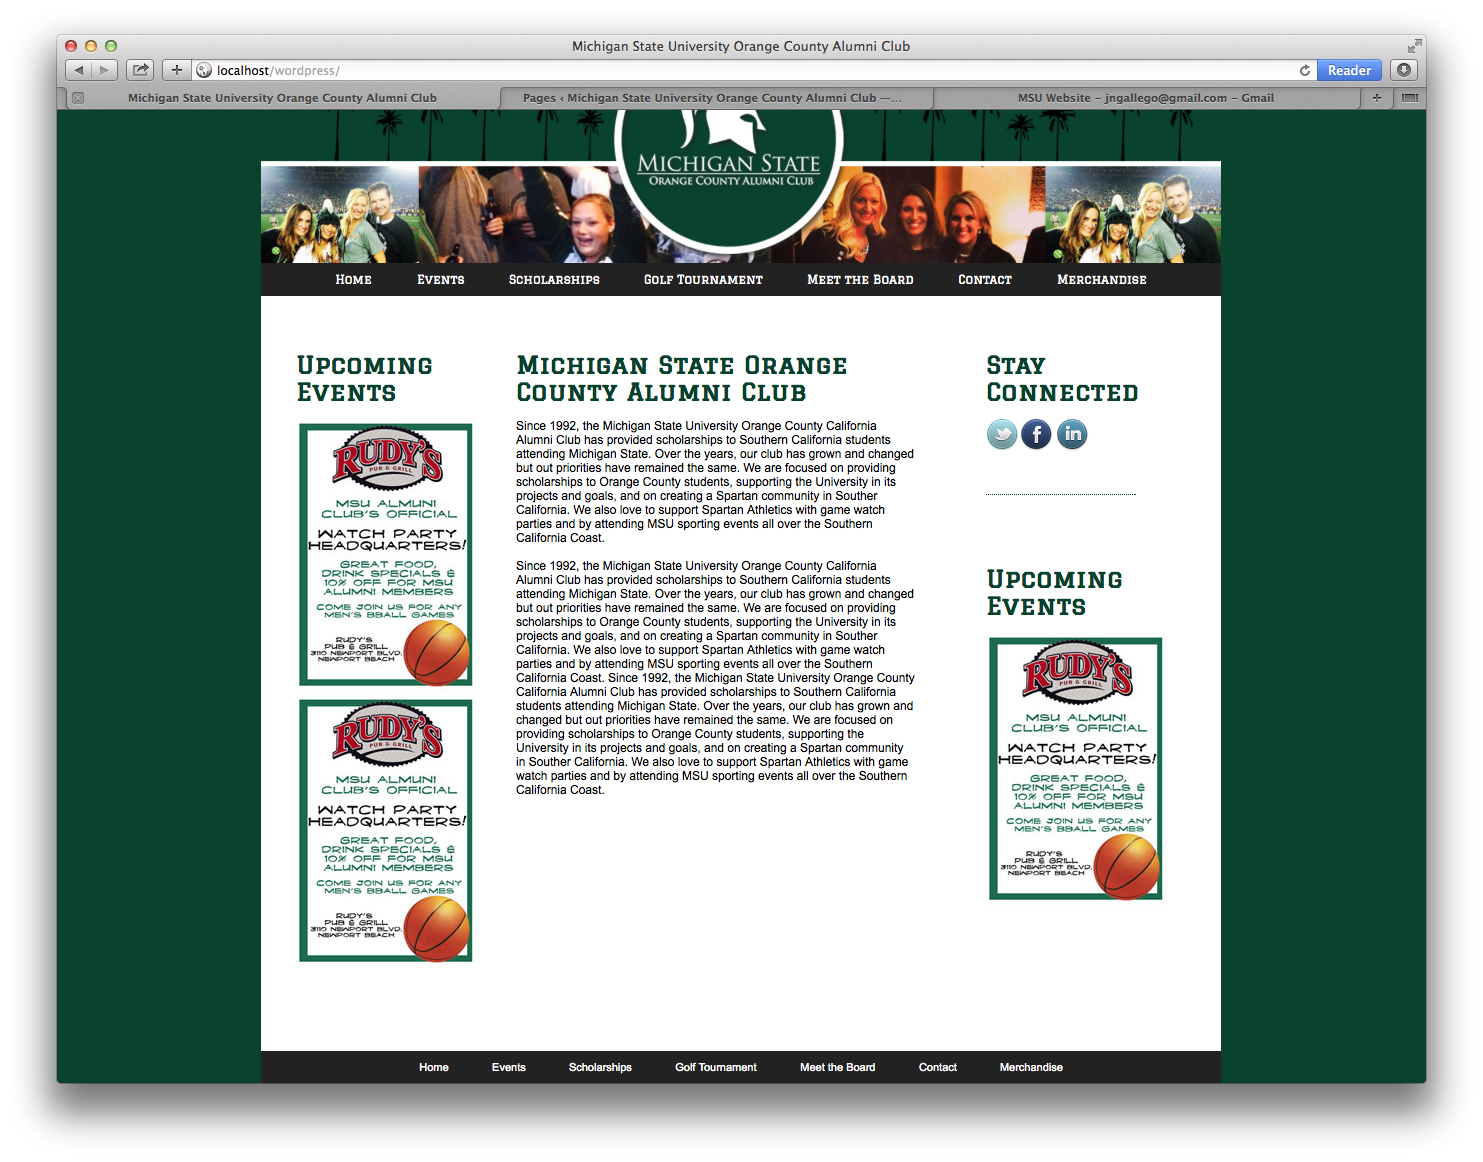 Michigan State University Orange County Alumni Club
localhost/wordpress/
Reader
Michigan State University Orange County Alumni Club
Pages ‹ Michigan State University Orange County Alumni Club —...
MSU Website – jngallego@gmail.com – Gmail
Michigan State
Orange County Alumni Club
Home Events Scholarships Golf Tournament Meet the Board Contact Merchandise
Upcoming
Events
RUDY'S
PUB & GRILL
MSU ALMUNI
CLUB'S OFFICIAL
WATCH PARTY
HEADQUARTERS!
GREAT FOOD,
DRINK SPECIALS &
10% OFF FOR MSU
ALUMNI MEMBERS
COME JOIN US FOR ANY
MEN'S BBALL GAMES
RUDY'S
PUB & GRILL
3110 NEWPORT BLVD.
NEWPORT BEACH
RUDY'S
PUB & GRILL
MSU ALMUNI
CLUB'S OFFICIAL
WATCH PARTY
HEADQUARTERS!
GREAT FOOD,
DRINK SPECIALS &
10% OFF FOR MSU
ALUMNI MEMBERS
COME JOIN US FOR ANY
MEN'S BBALL GAMES
RUDY'S
PUB & GRILL
3110 NEWPORT BLVD.
NEWPORT BEACH
Michigan State Orange
County Alumni Club
Since 1992, the Michigan State University Orange County California
Alumni Club has provided scholarships to Southern California students
attending Michigan State. Over the years, our club has grown and changed
but out priorities have remained the same. We are focused on providing
scholarships to Orange County students, supporting the University in its
projects and goals, and on creating a Spartan community in Souther
California. We also love to support Spartan Athletics with game watch
parties and by attending MSU sporting events all over the Southern
California Coast.
Since 1992, the Michigan State University Orange County California
Alumni Club has provided scholarships to Southern California students
attending Michigan State. Over the years, our club has grown and changed
but out priorities have remained the same. We are focused on providing
scholarships to Orange County students, supporting the University in its
projects and goals, and on creating a Spartan community in Souther
California. We also love to support Spartan Athletics with game watch
parties and by attending MSU sporting events all over the Southern
California Coast. Since 1992, the Michigan State University Orange County
California Alumni Club has provided scholarships to Southern California
students attending Michigan State. Over the years, our club has grown and
changed but out priorities have remained the same. We are focused on
providing scholarships to Orange County students, supporting the
University in its projects and goals, and on creating a Spartan community
in Souther California. We also love to support Spartan Athletics with game
watch parties and by attending MSU sporting events all over the Southern
California Coast.
Stay
Connected
f
in
Upcoming
Events
RUDY'S
PUB & GRILL
MSU ALMUNI
CLUB'S OFFICIAL
WATCH PARTY
HEADQUARTERS!
GREAT FOOD,
DRINK SPECIALS &
10% OFF FOR MSU
ALUMNI MEMBERS
COME JOIN US FOR ANY
MEN'S BBALL GAMES
RUDY'S
PUB & GRILL
3110 NEWPORT BLVD.
NEWPORT BEACH
Home Events Scholarships Golf Tournament Meet the Board Contact Merchandise